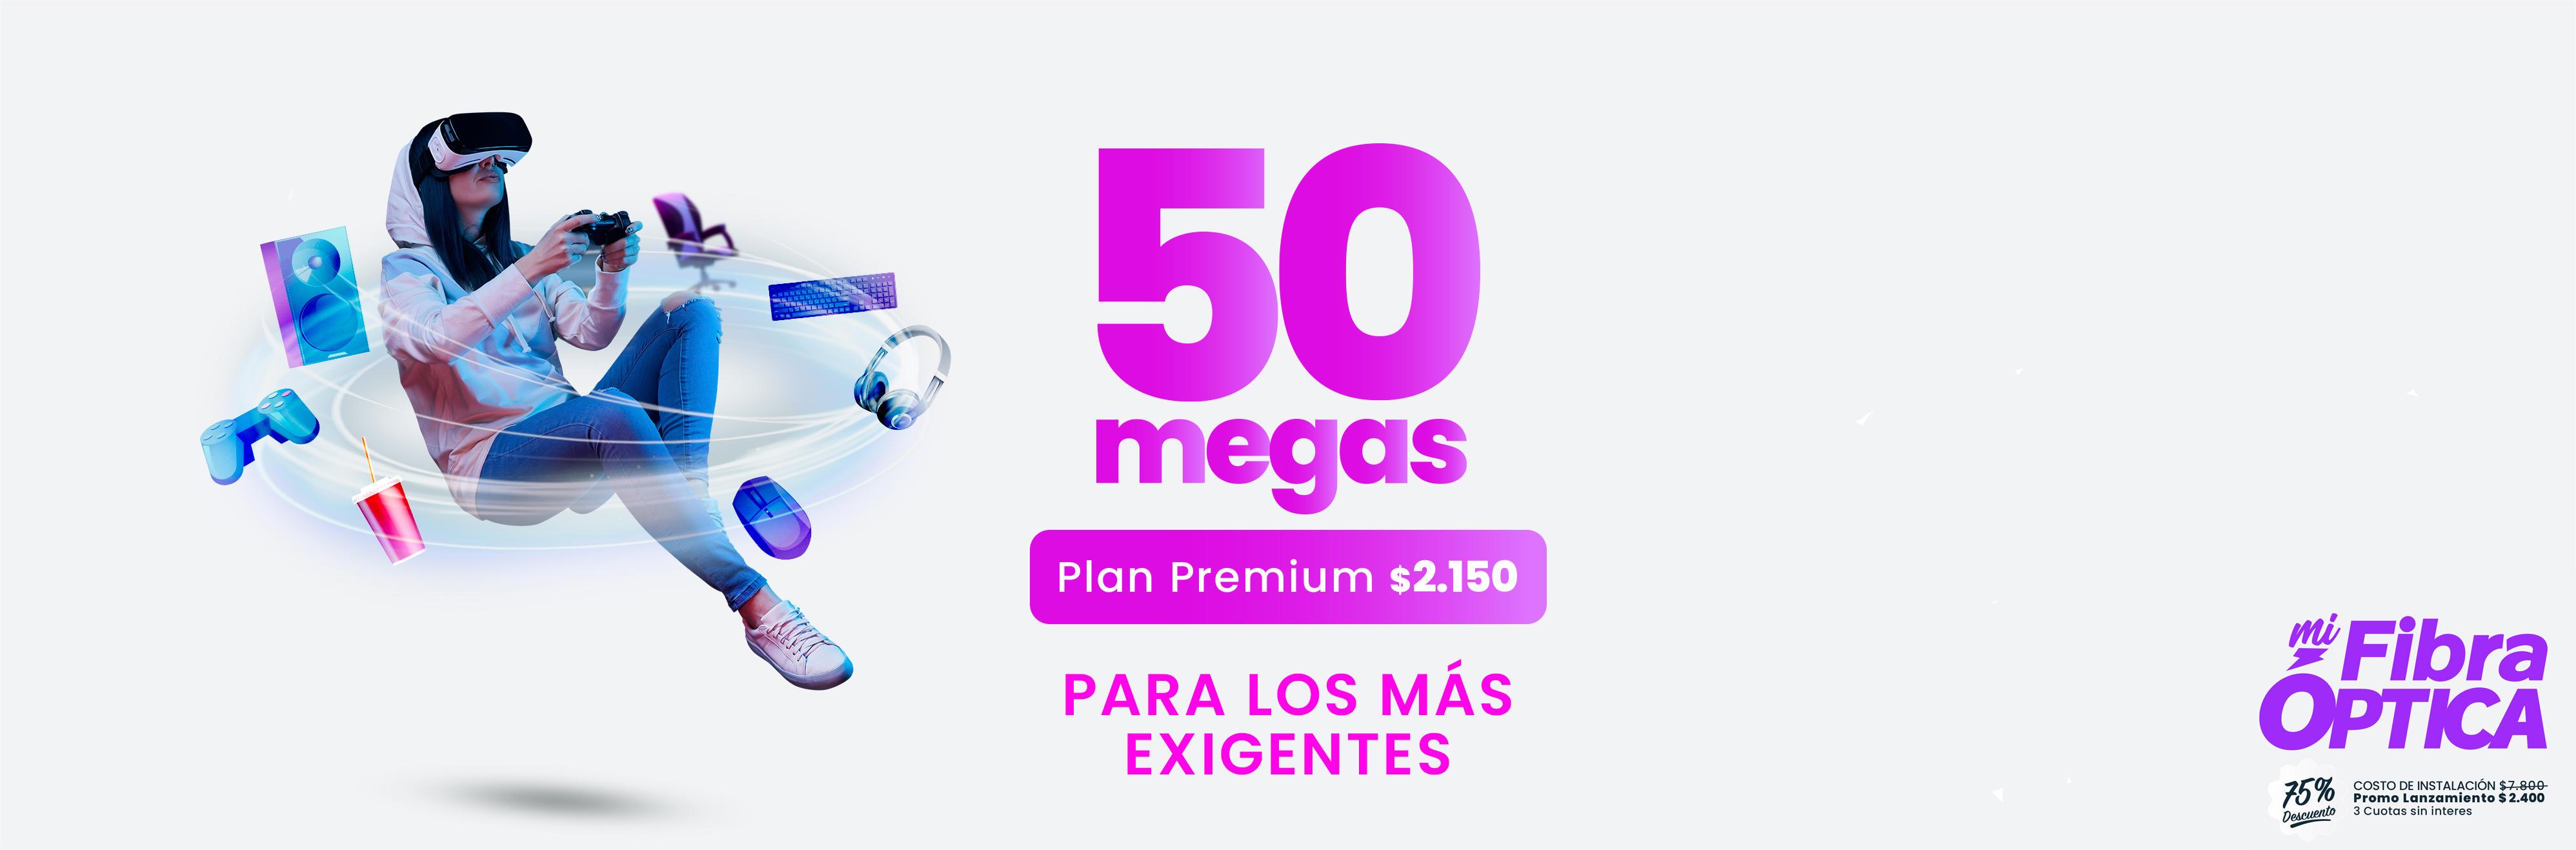 50
megas
Plan Premium $2.150
PARA LOS MÁS
EXIGENTES
mi Fibra
OPTICA
75%
Descuento
COSTO DE INSTALACIÓN $7.800
Promo Lanzamiento $2.400
3 Cuotas sin interes